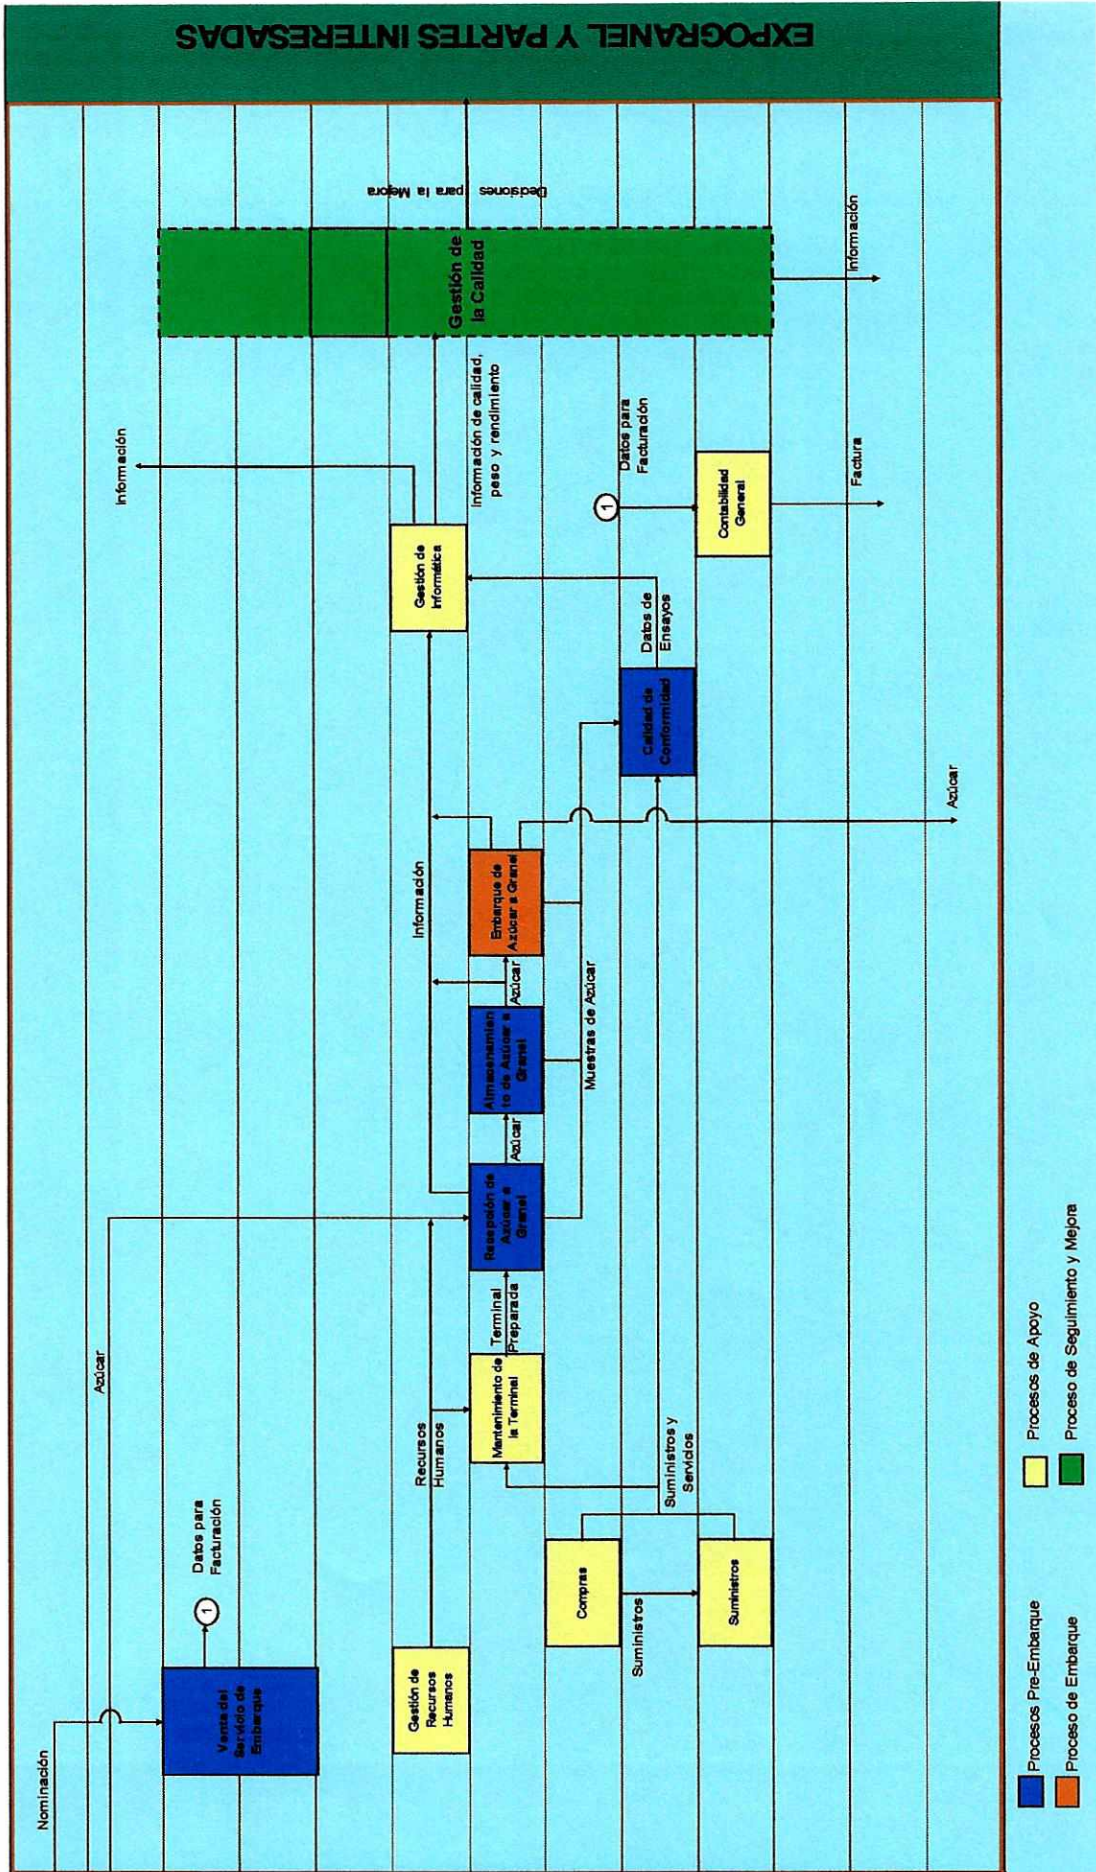 EXPOGRANEL Y PARTES INTERESADAS
Nominación
Azúcar
Venta del
Servicio de
Embarque
1
Datos para
Facturación
Gestión de
Recursos
Humanos
Recursos
Humanos
Compras
Suministros
Suministros
Suministros y
Servicios
Mantenimiento de
la Terminal
Terminal
Preparada
Recepción de
Azúcar a
Granel
Azúcar
Almacenamien
to de Azúcar a
Granel
Azúcar
Embarque de
Azúcar a Granel
Información
Muestras de Azúcar
Azúcar
Calidad de
Conformidad
Datos de
Ensayos
Gestión de
Informática
Información
Información de calidad,
peso y rendimiento
1
Datos para
Facturación
Contabilidad
General
Factura
Gestión de
la Calidad
Decisiones para la Mejora
Información
Procesos Pre-Embarque
Proceso de Embarque
Procesos de Apoyo
Proceso de Seguimiento y Mejora